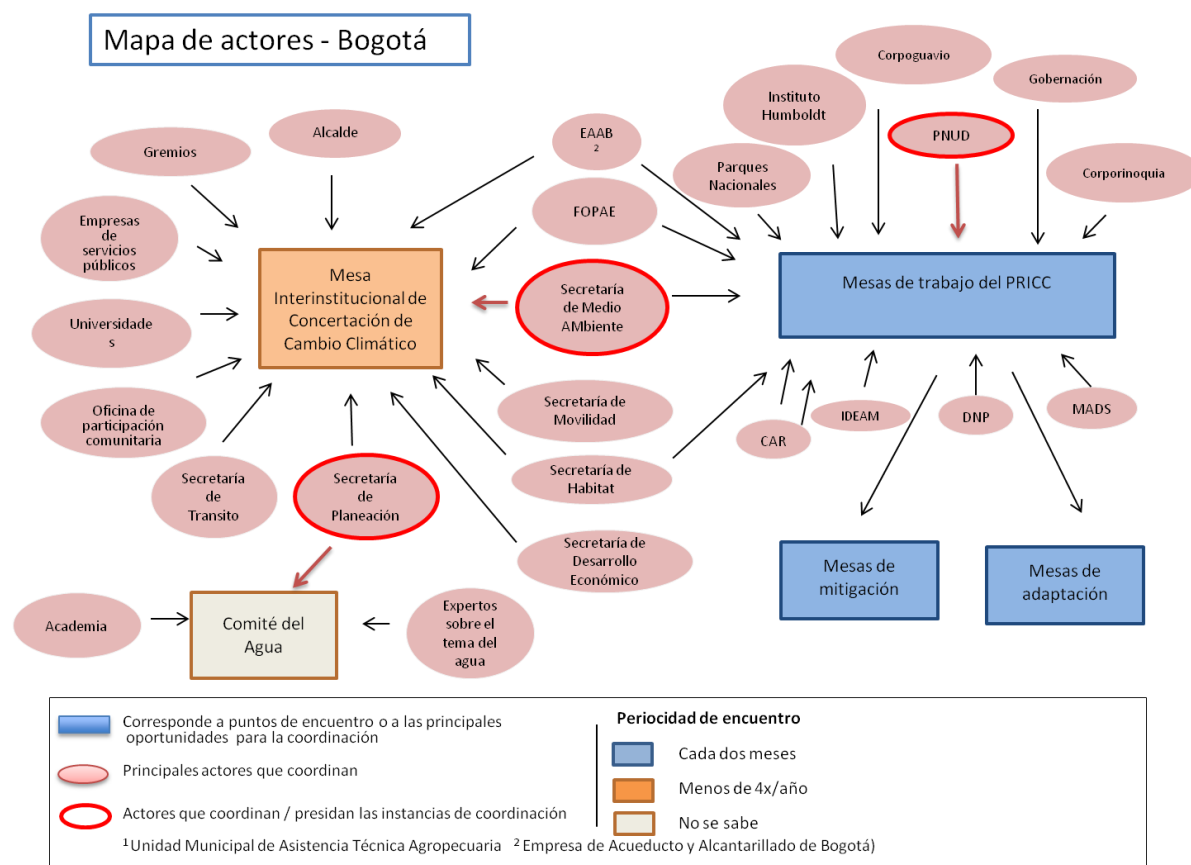 Mapa de actores - Bogotá
Corpoguavio
Gobernación
Instituto
Humboldt
Alcalde
EAAB
2
PNUD
Gremios
Parques
Nacionales
Corporinoquia
FOPAE
Empresas
de
servicios
públicos
Mesa
Interinstitucional de
Concertación de
Cambio Climático
Secretaría
de Medio
AMbiente
Mesas de trabajo del PRICC
Universidade
s
Oficina de
participación
comunitaria
Secretaría de
Movilidad
CAR
IDEAM
DNP
MADS
Secretaría
de
Transito
Secretaría
de
Planeación
Secretaría de
Habitat
Secretaría de
Desarrollo
Económico
Mesas de
mitigación
Mesas de
adaptación
Academia
Comité del
Agua
Expertos
sobre el
tema del
agua
Corresponde a puntos de encuentro o a las principales
oportunidades para la coordinación
Principales actores que coordinan
Actores que coordinan / presidan las instancias de coordinación
Periocidad de encuentro
Cada dos meses
Menos de 4x/año
No se sabe
1 Unidad Municipal de Asistencia Técnica Agropecuaria 2 Empresa de Acueducto y Alcantarillado de Bogotá)